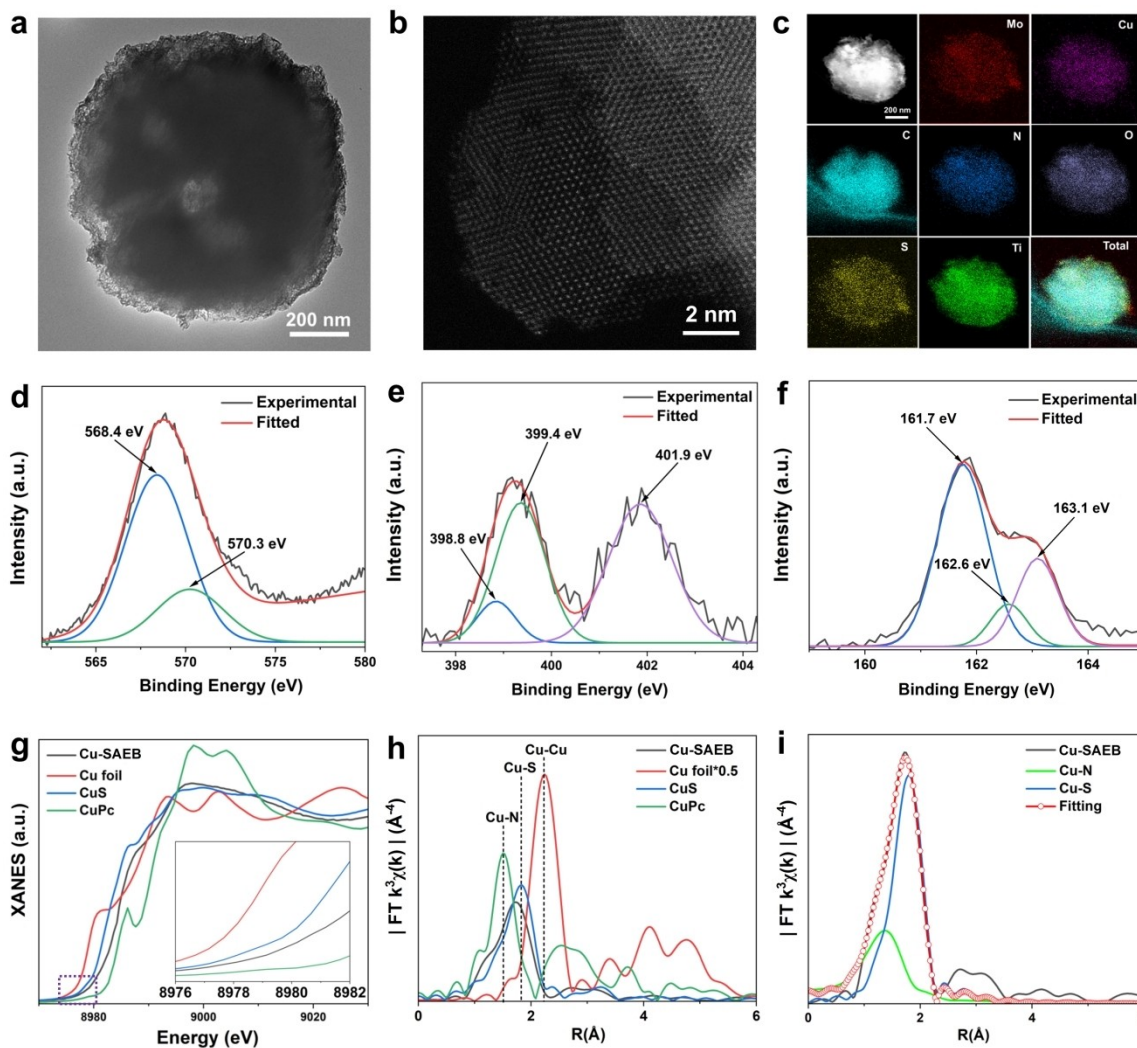 a
200 nm
b
2 nm
c
200 nm
Mo
Cu
C
N
O
S
Ti
Total
d
Experimental
Fitted
568.4 eV
570.3 eV
Intensity (a.u.)
565 570 575 580
Binding Energy (eV)
e
Experimental
Fitted
399.4 eV
401.9 eV
398.8 eV
Intensity (a.u.)
398 400 402 404
Binding Energy (eV)
f
Experimental
Fitted
161.7 eV
163.1 eV
162.6 eV
Intensity (a.u.)
160 162 164
Binding Energy (eV)
g
Cu-SAEB
Cu foil
CuS
CuPc
XANES (a.u.)
8976 8978 8980 8982
8980 9000 9020
Energy (eV)
h
Cu-SAEB
Cu foil*0.5
CuS
CuPc
Cu-Cu
Cu-S
Cu-N
| FT k³χ(k) | (Å⁻⁴)
0 2 4 6
R(Å)
i
Cu-SAEB
Cu-N
Cu-S
Fitting
| FT k³χ(k) | (Å⁻⁴)
0 2 4
R(Å)